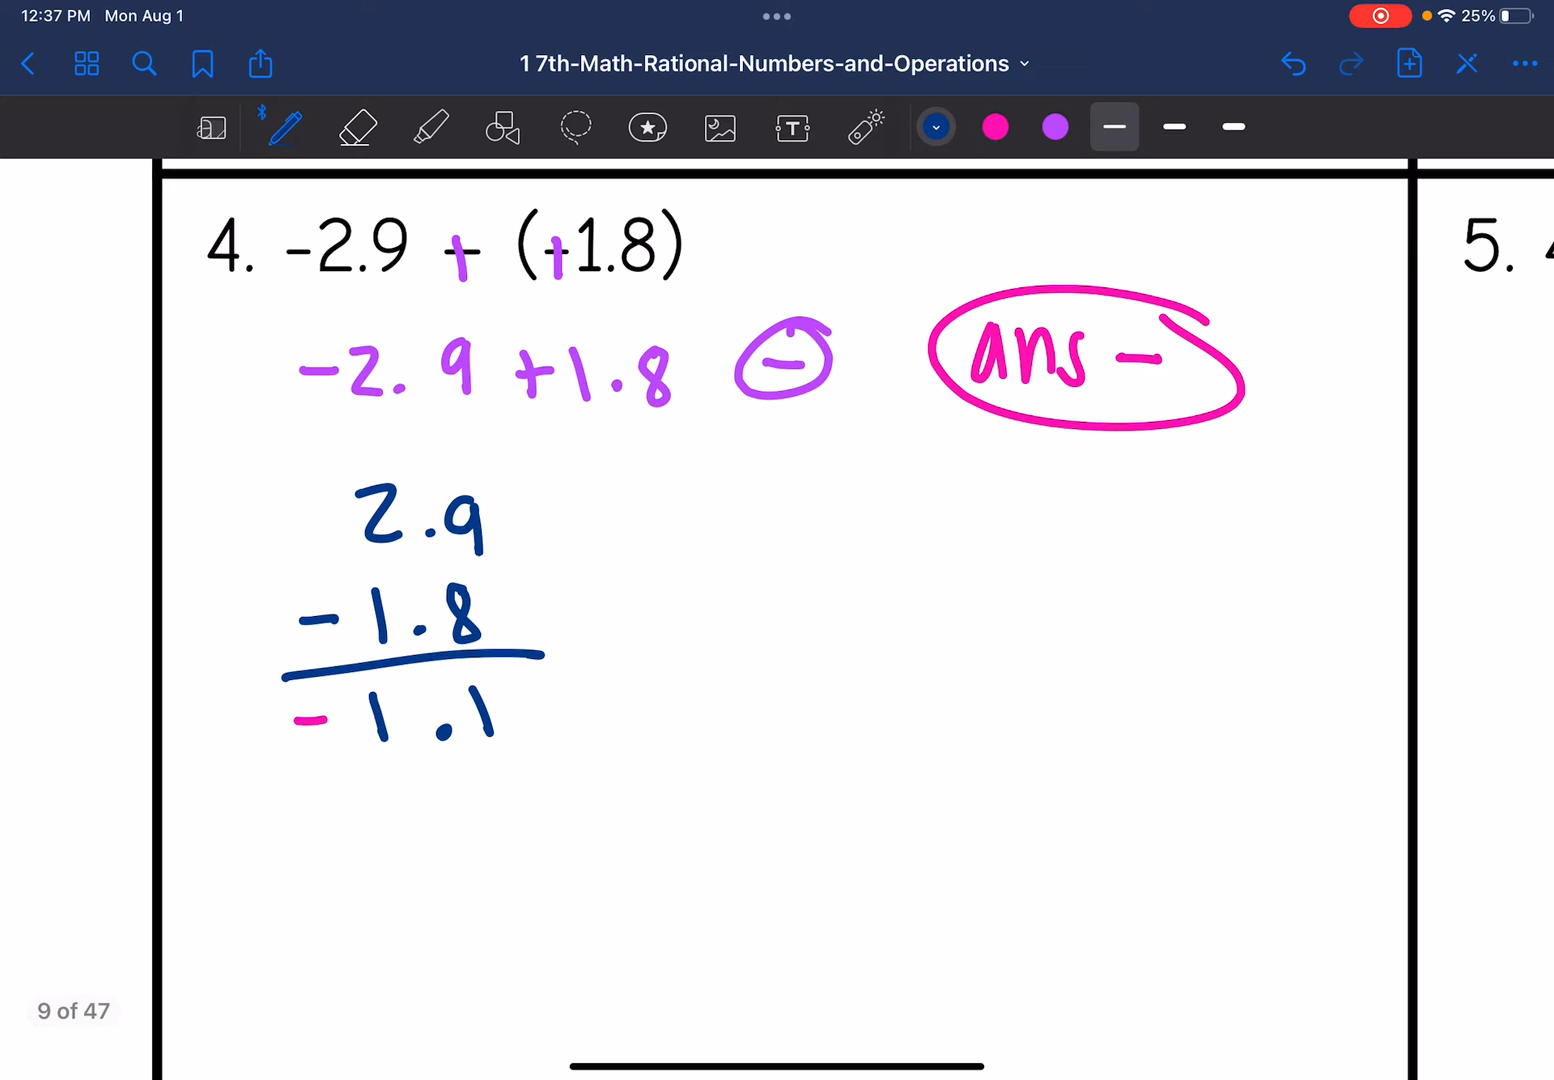 12:37 PM Mon Aug 1
25%
1 7th-Math-Rational-Numbers-and-Operations
T
4. -2.9 + (+1.8)
5.
-2.9 +1.8 -
ans -
2.9
- 1.8
- 1.1
9 of 47